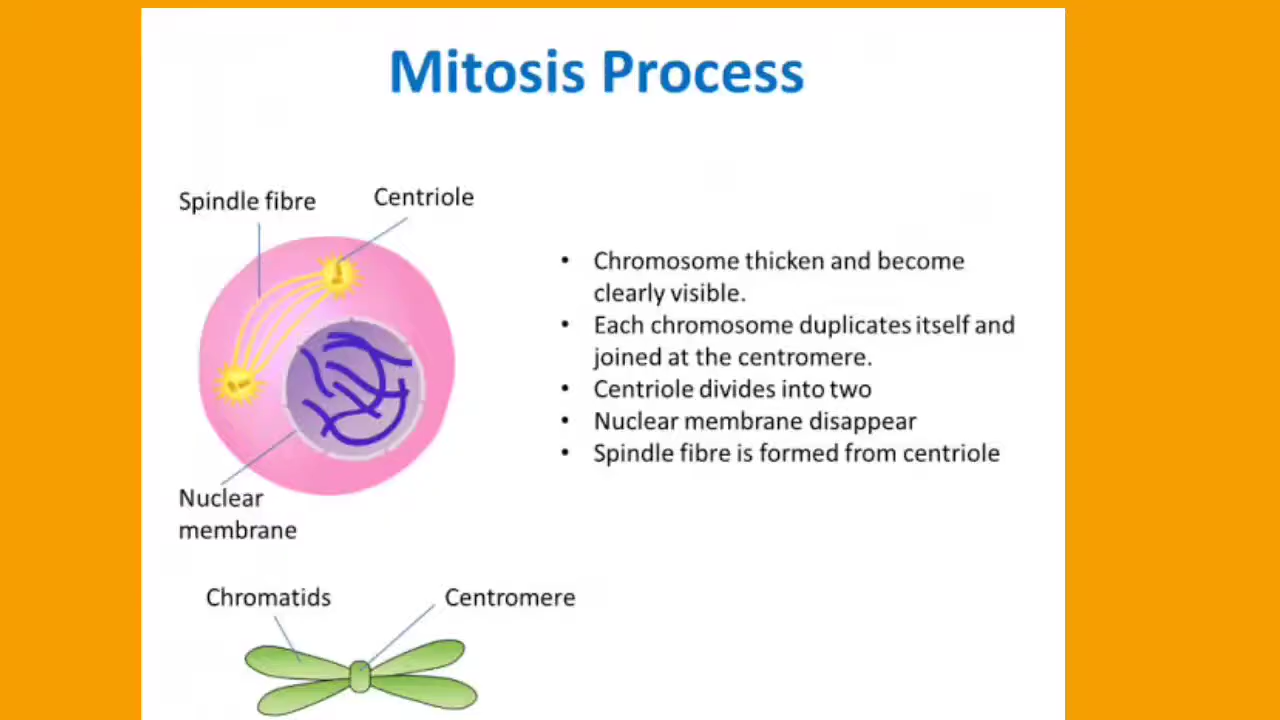 Mitosis Process
Spindle fibre
Centriole
• Chromosome thicken and become
clearly visible.
• Each chromosome duplicates itself and
joined at the centromere.
• Centriole divides into two
• Nuclear membrane disappear
• Spindle fibre is formed from centriole
Nuclear
membrane
Chromatids
Centromere